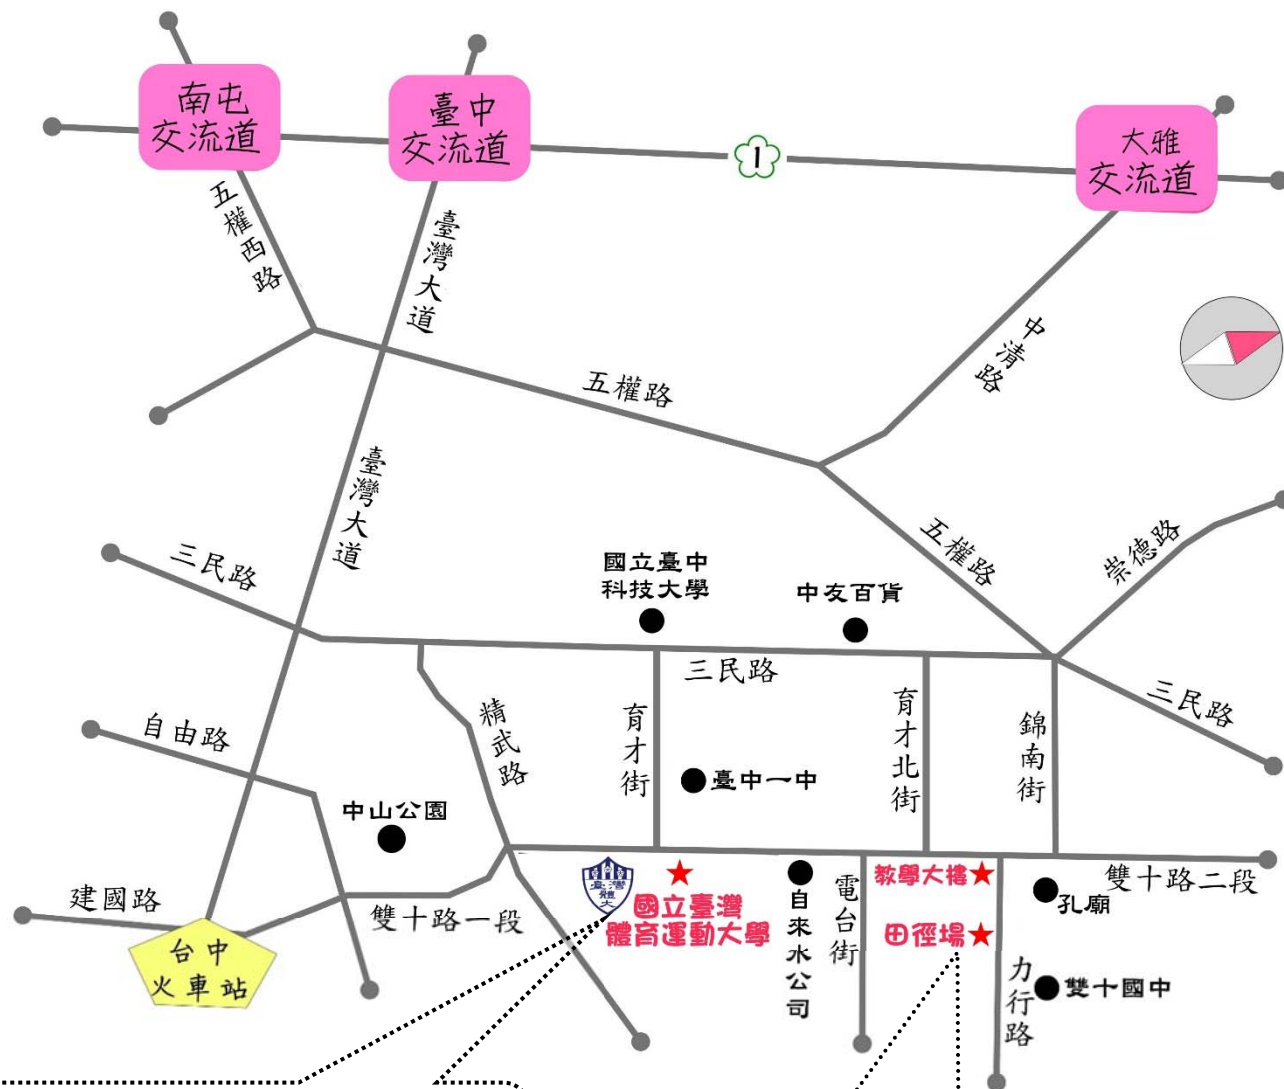 南屯
交流道
臺中
交流道
1
大雅
交流道
五權西路
臺灣大道
中清路
五權路
臺灣大道
五權路
崇德路
三民路
國立臺中
科技大學
中友百貨
三民路
三民路
精武路
育才街
育才北街
錦南街
自由路
臺中一中
中山公園
雙十路二段
建國路
雙十路一段
臺灣
體大
國立臺灣
體育運動大學
自來水公司
電台街
教學大樓
田徑場
孔廟
台中
火車站
力行路
雙十國中